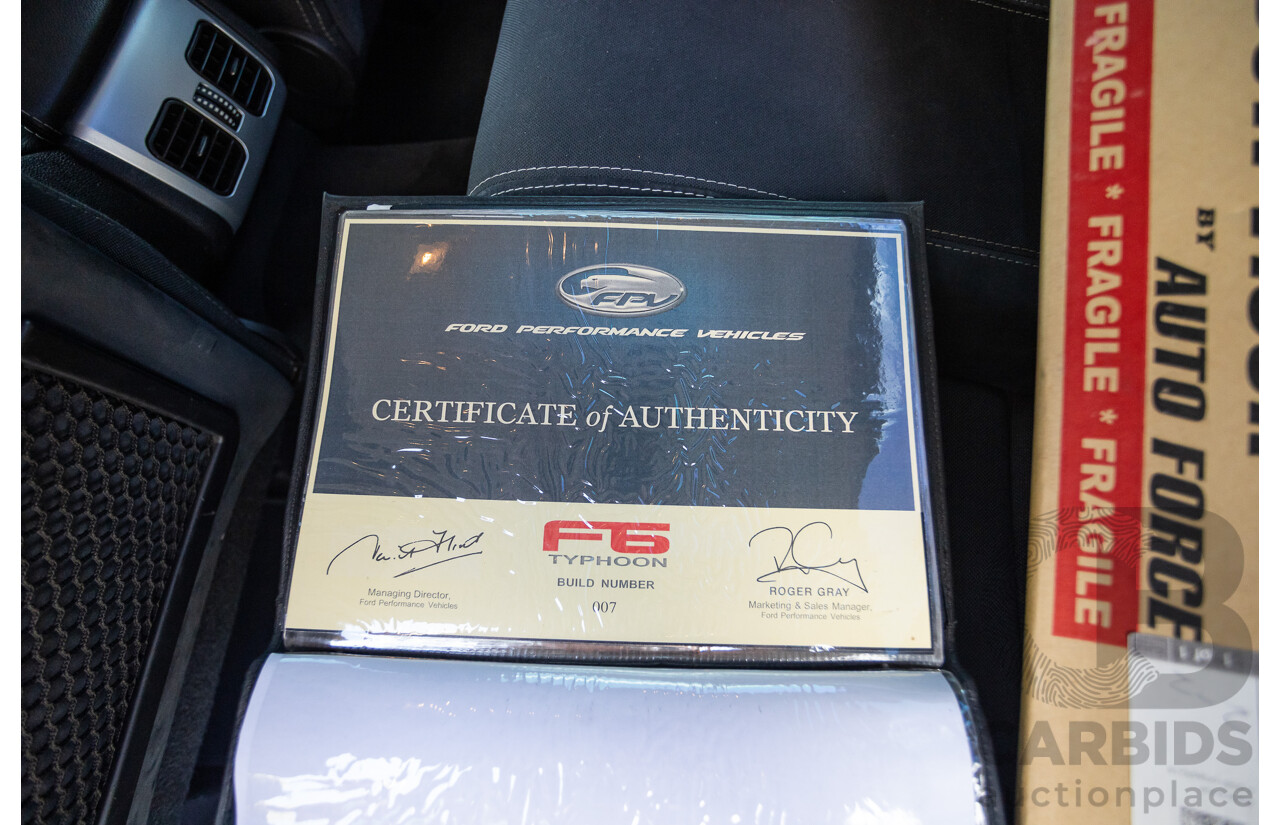 FPV
FORD PERFORMANCE VEHICLES
CERTIFICATE of AUTHENTICITY
F6
TYPHOON
BUILD NUMBER
007
Managing Director,
Ford Performance Vehicles
ROGER GRAY
Marketing & Sales Manager,
Ford Performance Vehicles
FRAGILE * FRAGILE * FRAGILE
BY
AUTO FORCE
ARBIDS
uctionplace